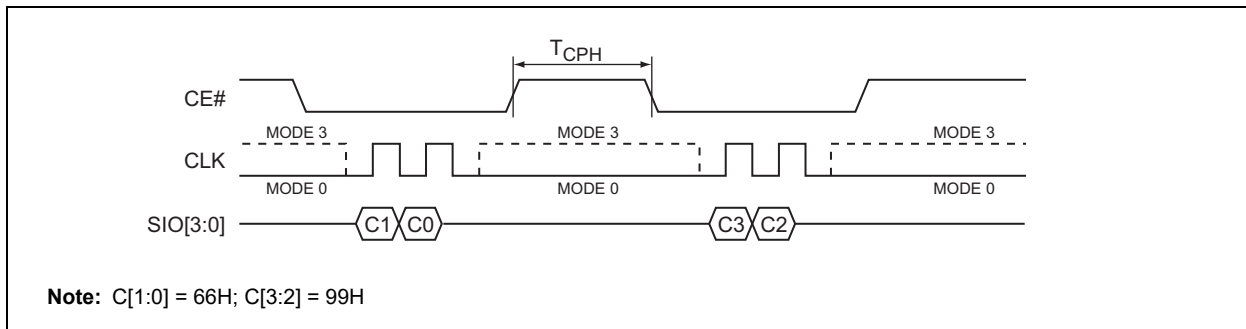 T_CPH
CE#
MODE 3 MODE 3 MODE 3
CLK
MODE 0 MODE 0 MODE 0
SIO[3:0] C1 C0 C3 C2
Note: C[1:0] = 66H; C[3:2] = 99H